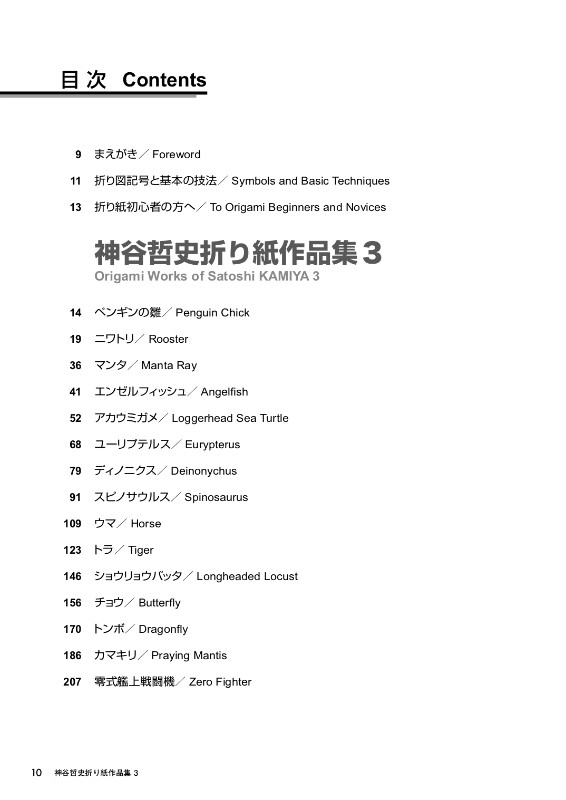 目次 Contents
9 まえがき／ Foreword
11 折り図記号と基本の技法／ Symbols and Basic Techniques
13 折り紙初心者の方へ／ To Origami Beginners and Novices
神谷哲史折り紙作品集３
Origami Works of Satoshi KAMIYA 3
14 ペンギンの雛／ Penguin Chick
19 ニワトリ／ Rooster
36 マンタ／ Manta Ray
41 エンゼルフィッシュ／ Angelfish
52 アカウミガメ／ Loggerhead Sea Turtle
68 ユーリプテルス／ Eurypterus
79 ディノニクス／ Deinonychus
91 スピノサウルス／ Spinosaurus
109 ウマ／ Horse
123 トラ／ Tiger
146 ショウリョウバッタ／ Longheaded Locust
156 チョウ／ Butterfly
170 トンボ／ Dragonfly
186 カマキリ／ Praying Mantis
207 零式艦上戦闘機／ Zero Fighter
10 神谷哲史折り紙作品集 3